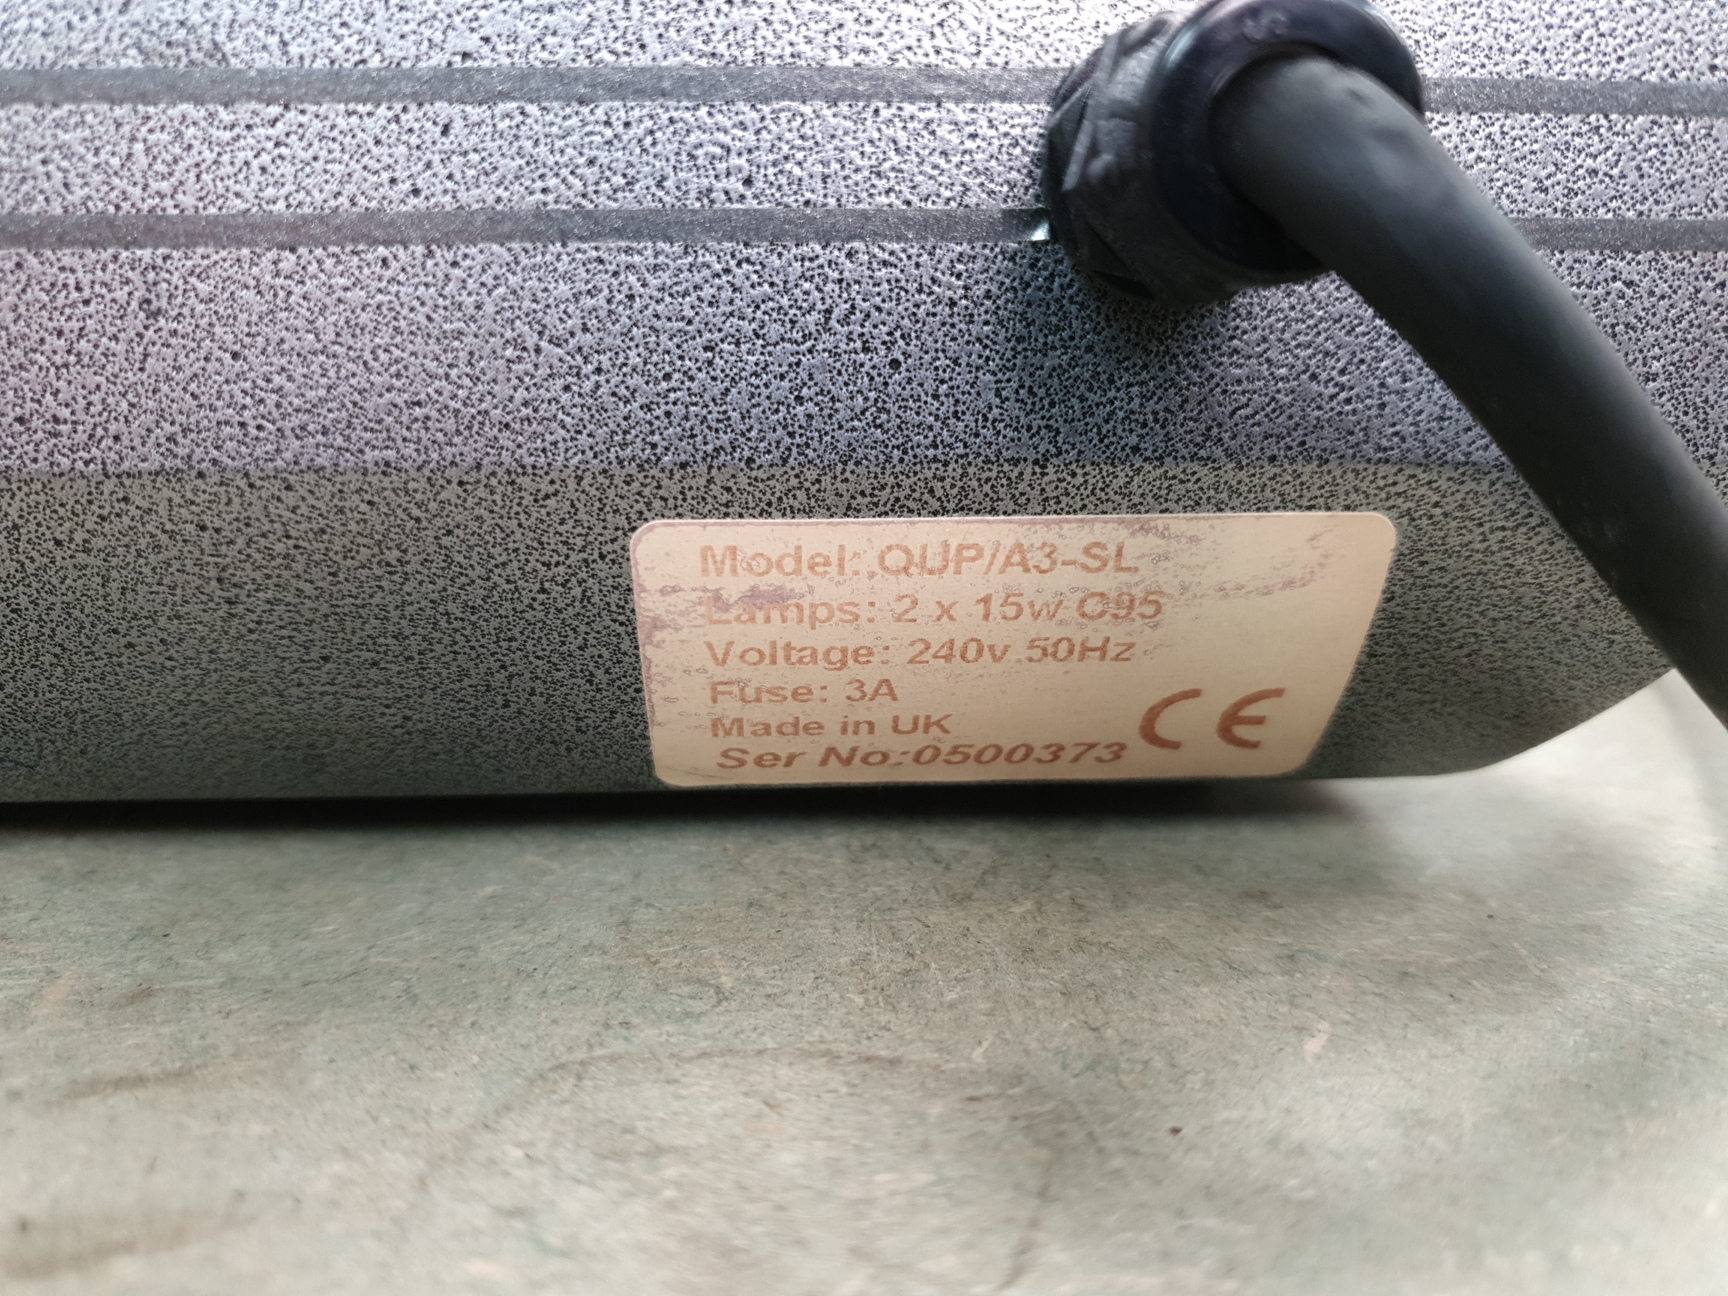 Model: QUP/A3-SL
Lamps: 2 x 15w C95
Voltage: 240v 50Hz
Fuse: 3A
Made in UK
Ser No:0500373
CE